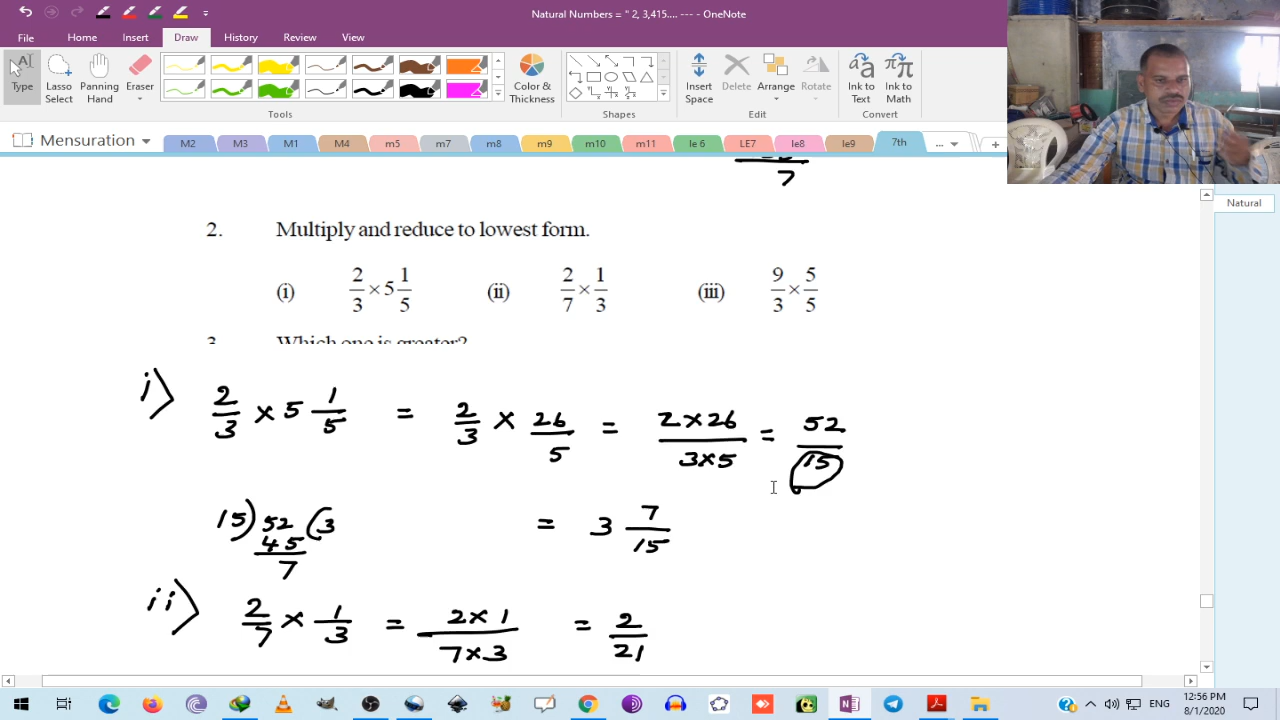 Natural Numbers = " 2, 3,415.... --- - OneNote
File Home Insert Draw History Review View
Type Lasso Select Panning Hand Eraser Color & Thickness Insert Space Delete Arrange Rotate Ink to Text Ink to Math
Tools Shapes Edit Convert
Mensuration M2 M3 M1 M4 m5 m7 m8 m9 m10 m11 le 6 LE7 le8 le9 7th ... +
Natural
7
2. Multiply and reduce to lowest form.
(i) 2/3 × 5 1/5 (ii) 2/7 × 1/3 (iii) 9/3 × 5/5
3. Which one is greater?
i) 2/3 × 5 1/5 = 2/3 × 26/5 = 2×26/3×5 = 52/15
15)52(3 = 3 7/15
45
7
ii) 2/7 × 1/3 = 2×1/7×3 = 2/21
ENG 12:56 PM
8/1/2020